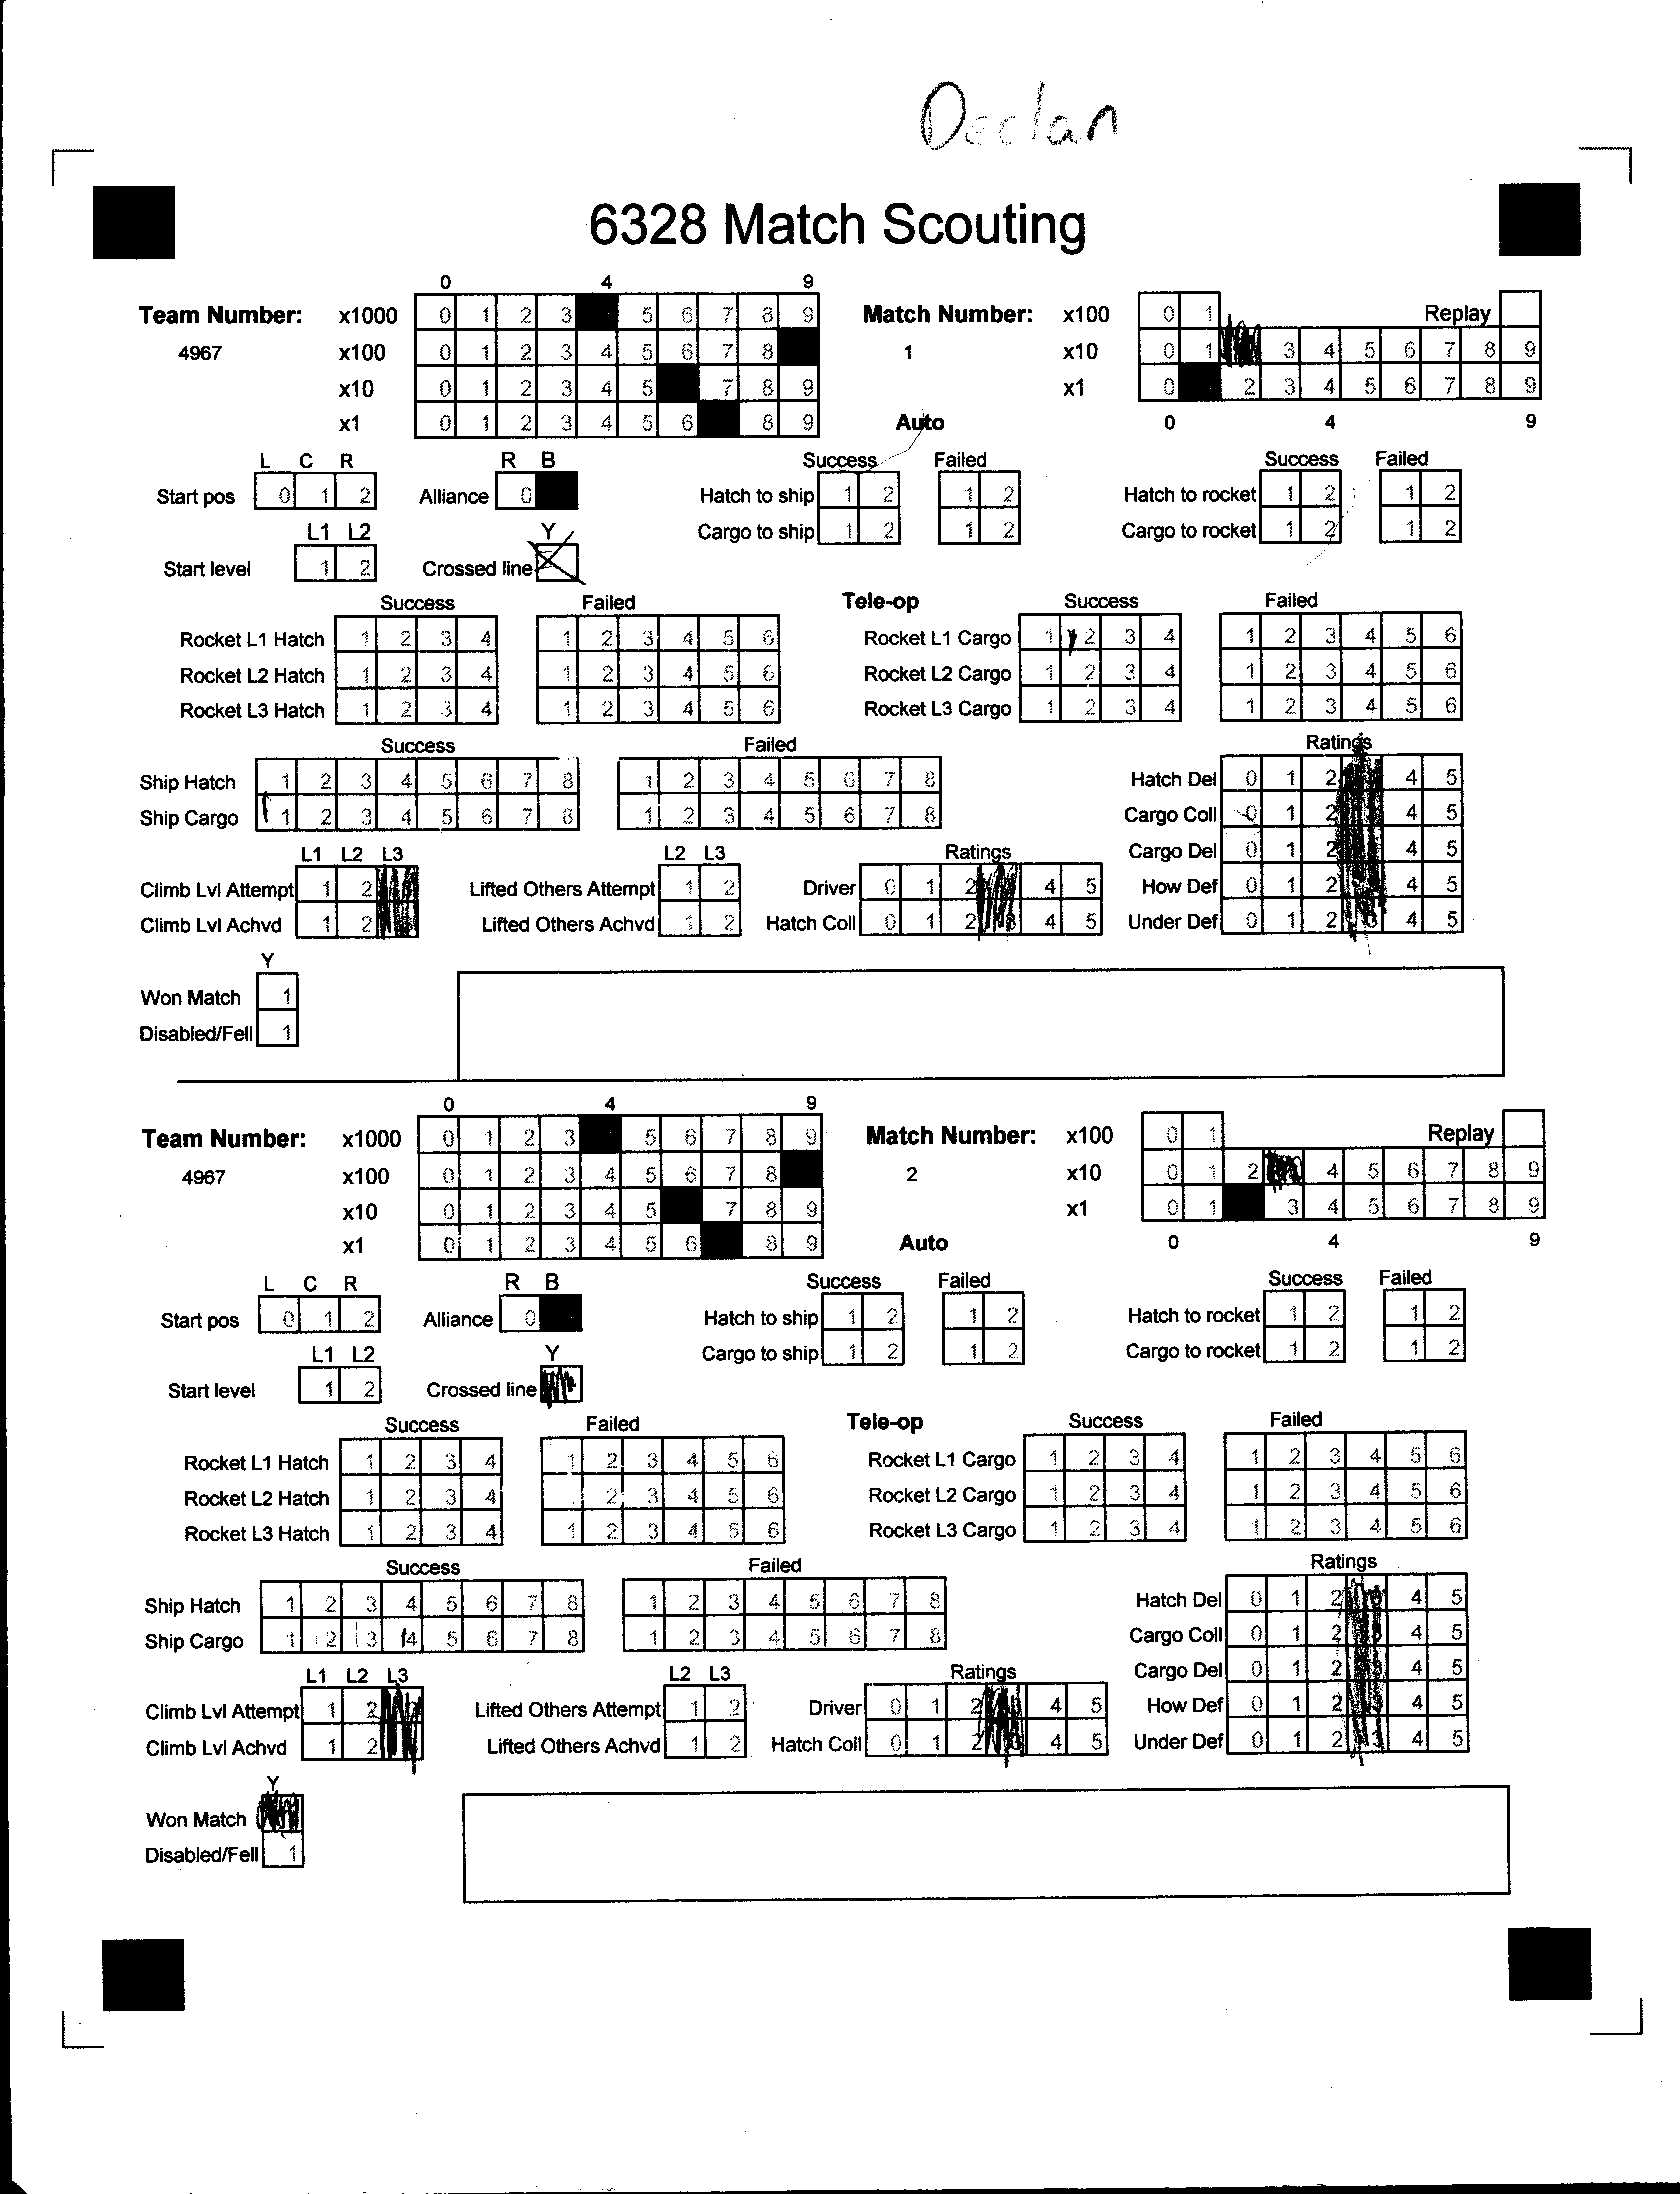 Declan
6328 Match Scouting
0 4 9
Team Number: x1000 0 1 2 3 5 6 7 8 9 Match Number: x100 0 1 Replay
4967 x100 0 1 2 3 4 5 6 7 8 1 x10 0 1 3 4 5 6 7 8 9
x10 0 1 2 3 4 5 7 8 9 x1 0 2 3 4 5 6 7 8 9
x1 0 1 2 3 4 5 6 8 9 Auto 0 4 9
L C R R B Success Failed Success Failed
Start pos 0 1 2 Alliance 0 Hatch to ship 1 2 1 2 Hatch to rocket 1 2 1 2
L1 L2 Y Cargo to ship 1 2 1 2 Cargo to rocket 1 2 1 2
Start level 1 2 Crossed line
Success Failed Tele-op Success Failed
Rocket L1 Hatch 1 2 3 4 1 2 3 4 5 6 Rocket L1 Cargo 1 2 3 4 1 2 3 4 5 6
Rocket L2 Hatch 1 2 3 4 1 2 3 4 5 6 Rocket L2 Cargo 1 2 3 4 1 2 3 4 5 6
Rocket L3 Hatch 1 2 3 4 1 2 3 4 5 6 Rocket L3 Cargo 1 2 3 4 1 2 3 4 5 6
Success Failed Ratings
Ship Hatch 1 2 3 4 5 6 7 8 1 2 3 4 5 6 7 8 Hatch Del 0 1 2 4 5
Ship Cargo 1 2 3 4 5 6 7 8 1 2 3 4 5 6 7 8 Cargo Coll 0 1 2 4 5
L1 L2 L3 L2 L3 Ratings Cargo Del 0 1 2 4 5
Climb Lvl Attempt 1 2 Lifted Others Attempt 1 2 Driver 0 1 2 4 5 How Def 0 1 2 4 5
Climb Lvl Achvd 1 2 Lifted Others Achvd 1 2 Hatch Coll 0 1 2 3 4 5 Under Def 0 1 2 3 4 5
Y
Won Match 1
Disabled/Fell 1
0 4 9
Team Number: x1000 0 1 2 3 5 6 7 8 9 Match Number: x100 0 1 Replay
4967 x100 0 1 2 3 4 5 6 7 8 2 x10 0 1 2 4 5 6 7 8 9
x10 0 1 2 3 4 5 7 8 9 x1 0 1 3 4 5 6 7 8 9
x1 0 1 2 3 4 5 6 8 9 Auto 0 4 9
L C R R B Success Failed Success Failed
Start pos 0 1 2 Alliance 0 Hatch to ship 1 2 1 2 Hatch to rocket 1 2 1 2
L1 L2 Y Cargo to ship 1 2 1 2 Cargo to rocket 1 2 1 2
Start level 1 2 Crossed line
Success Failed Tele-op Success Failed
Rocket L1 Hatch 1 2 3 4 1 2 3 4 5 6 Rocket L1 Cargo 1 2 3 4 1 2 3 4 5 6
Rocket L2 Hatch 1 2 3 4 2 3 4 5 6 Rocket L2 Cargo 1 2 3 4 1 2 3 4 5 6
Rocket L3 Hatch 1 2 3 4 1 2 3 4 5 6 Rocket L3 Cargo 1 2 3 4 1 2 3 4 5 6
Success Failed Ratings
Ship Hatch 1 2 3 4 5 6 7 8 1 2 3 4 5 6 7 8 Hatch Del 0 1 2 4 5
Ship Cargo 1 2 3 4 5 6 7 8 1 2 3 4 5 6 7 8 Cargo Coll 0 1 2 4 5
L1 L2 L3 L2 L3 Ratings Cargo Del 0 1 2 4 5
Climb Lvl Attempt 1 2 Lifted Others Attempt 1 2 Driver 0 1 2 4 5 How Def 0 1 2 4 5
Climb Lvl Achvd 1 2 Lifted Others Achvd 1 2 Hatch Coll 0 1 2 3 4 5 Under Def 0 1 2 3 4 5
Y
Won Match
Disabled/Fell 1